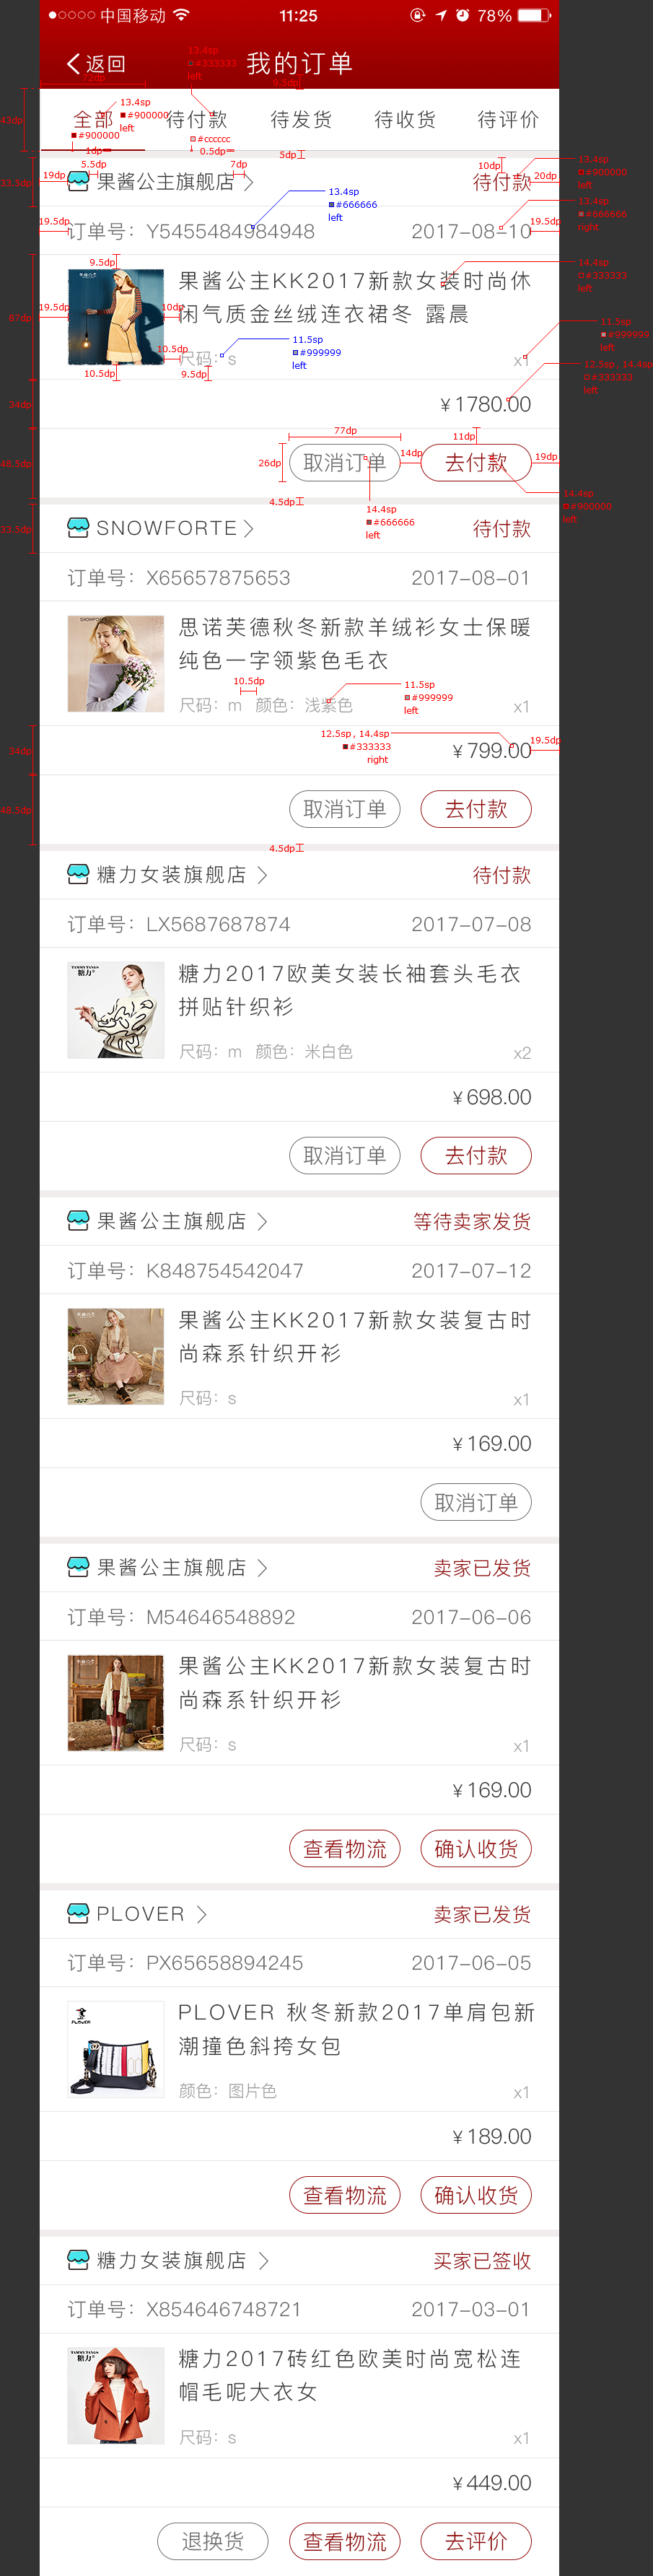 中国移动 11:25 78%
返回 我的订单
13.4sp
#333333
left
72dp
9.5dp
43dp
全部 待付款 待发货 待收货 待评价
13.4sp
#900000
left
#900000
1dp
#cccccc
0.5dp
5dp
33.5dp
19dp
5.5dp
7dp
10dp
20dp
果酱公主旗舰店 待付款
13.4sp
#900000
left
13.4sp
#666666
left
13.4sp
#666666
right
19.5dp
订单号：Y5455484984948 2017-08-10
19.5dp
9.5dp
14.4sp
#333333
left
果酱公主KK2017新款女装时尚休
闲气质金丝绒连衣裙冬 露晨
19.5dp
10dp
87dp
11.5sp
#999999
left
10.5dp
尺码：s x1
11.5sp
#999999
left
10.5dp
9.5dp
12.5sp , 14.4sp
#333333
left
34dp
¥1780.00
77dp
11dp
26dp
取消订单
14dp
去付款
19dp
48.5dp
14.4sp
#666666
left
14.4sp
#900000
left
4.5dp
33.5dp
SNOWFORTE 待付款
订单号：X65657875653 2017-08-01
思诺芙德秋冬新款羊绒衫女士保暖
纯色一字领紫色毛衣
10.5dp
11.5sp
#999999
left
尺码：m 颜色：浅紫色 x1
12.5sp , 14.4sp
#333333
right
34dp
¥799.00
19.5dp
48.5dp
取消订单 去付款
4.5dp
糖力女装旗舰店 待付款
订单号：LX5687687874 2017-07-08
TAMMYTANGS
糖力
糖力2017欧美女装长袖套头毛衣
拼贴针织衫
尺码：m 颜色：米白色 x2
¥698.00
取消订单 去付款
果酱公主旗舰店 等待卖家发货
订单号：K848754542047 2017-07-12
果酱公主KK2017新款女装复古时
尚森系针织开衫
尺码：s x1
¥169.00
取消订单
果酱公主旗舰店 卖家已发货
订单号：M54646548892 2017-06-06
果酱公主KK2017新款女装复古时
尚森系针织开衫
尺码：s x1
¥169.00
查看物流 确认收货
PLOVER 卖家已发货
订单号：PX65658894245 2017-06-05
PLOVER
PLOVER 秋冬新款2017单肩包新
潮撞色斜挎女包
颜色：图片色 x1
¥189.00
查看物流 确认收货
糖力女装旗舰店 买家已签收
订单号：X854646748721 2017-03-01
TAMMYTANGS
糖力
糖力2017砖红色欧美时尚宽松连
帽毛呢大衣女
尺码：s x1
¥449.00
退换货 查看物流 去评价